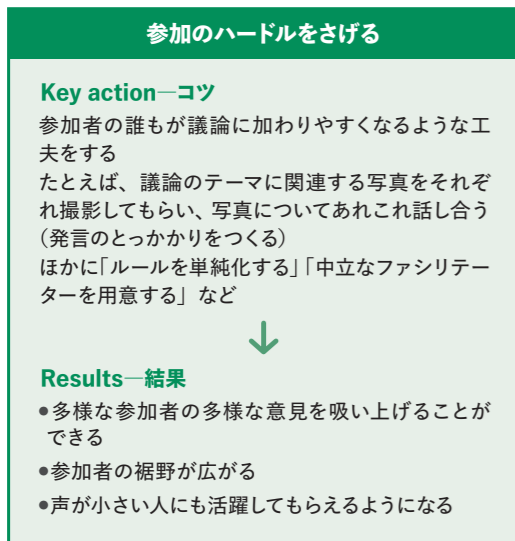 参加のハードルをさげる
Key action―コツ
参加者の誰もが議論に加わりやすくなるような工
夫をする
たとえば、議論のテーマに関連する写真をそれぞ
れ撮影してもらい、写真についてあれこれ話し合う
（発言のとっかかりをつくる）
ほかに「ルールを単純化する」「中立なファシリテー
ターを用意する」など
↓
Results―結果
●多様な参加者の多様な意見を吸い上げることが
できる
●参加者の裾野が広がる
●声が小さい人にも活躍してもらえるようになる